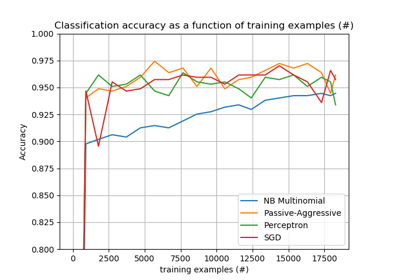 Classification accuracy as a function of training examples (#)
1.000
0.975
0.950
0.925
0.900
0.875
0.850
0.825
0.800
Accuracy
NB Multinomial
Passive-Aggressive
Perceptron
SGD
0 2500 5000 7500 10000 12500 15000 17500
training examples (#)